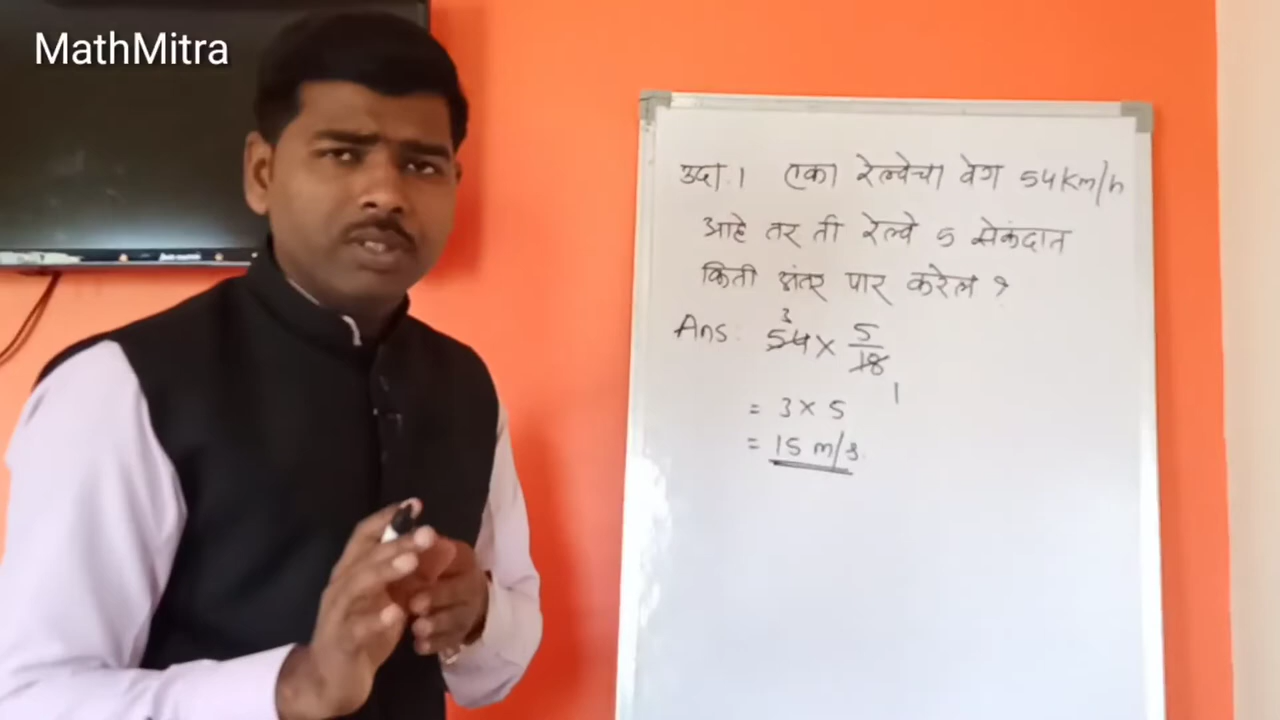 MathMitra
उदा.1 एका रेल्वेचा वेग 54Km/h
आहे तर ती रेल्वे 5 सेकंदात
किती अंतर पार करेल ?
3
Ans: 54 × 5/18
1
= 3 × 5
= 15 m/s.